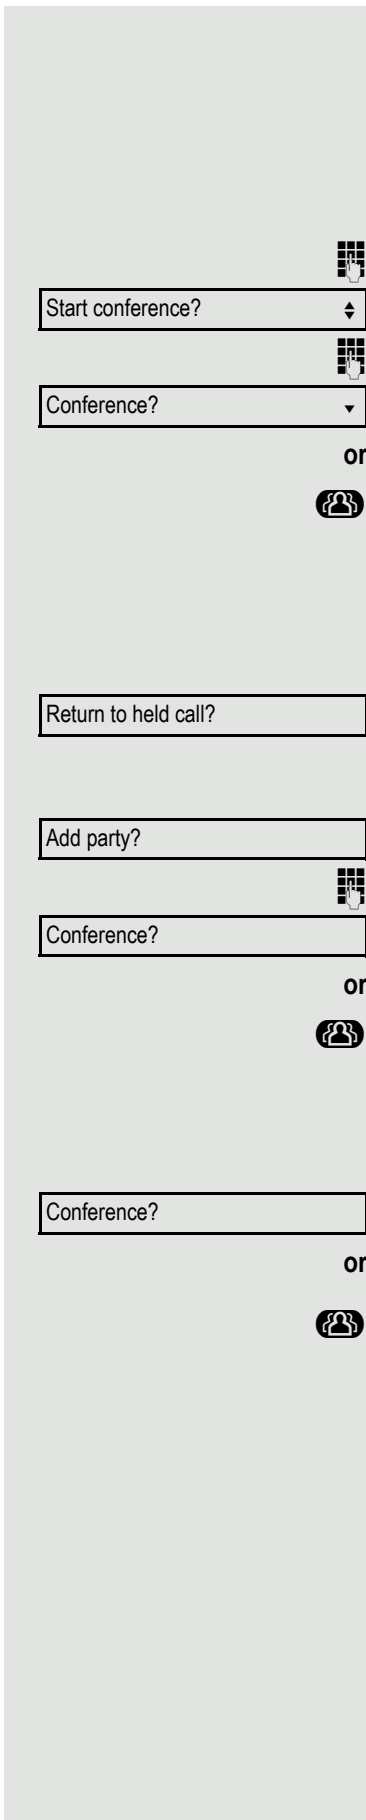 Start conference?
Conference?
or
Return to held call?
Add party?
Conference?
or
Conference?
or